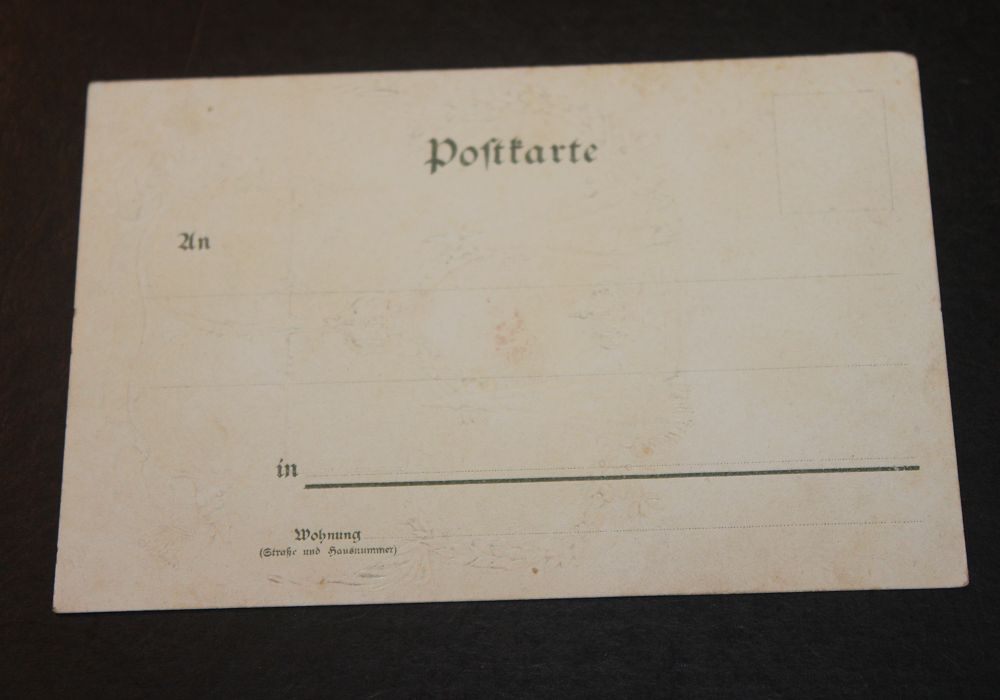 Postkarte
An
in
Wohnung
(Straße und Hausnummer)